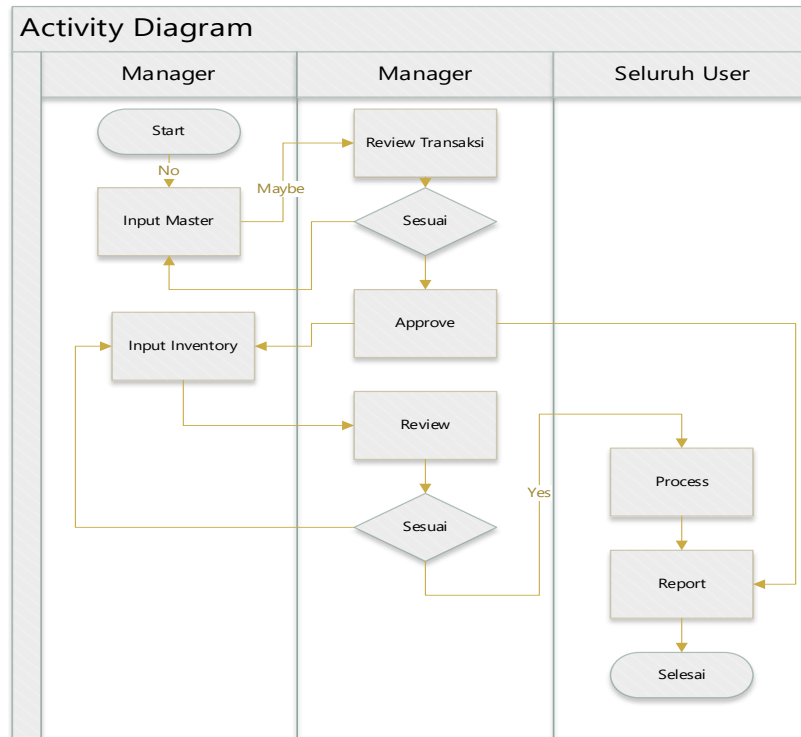 Activity Diagram
Manager
Manager
Seluruh User
Start
No
Input Master
Maybe
Review Transaksi
Sesuai
Approve
Input Inventory
Review
Sesuai
Yes
Process
Report
Selesai